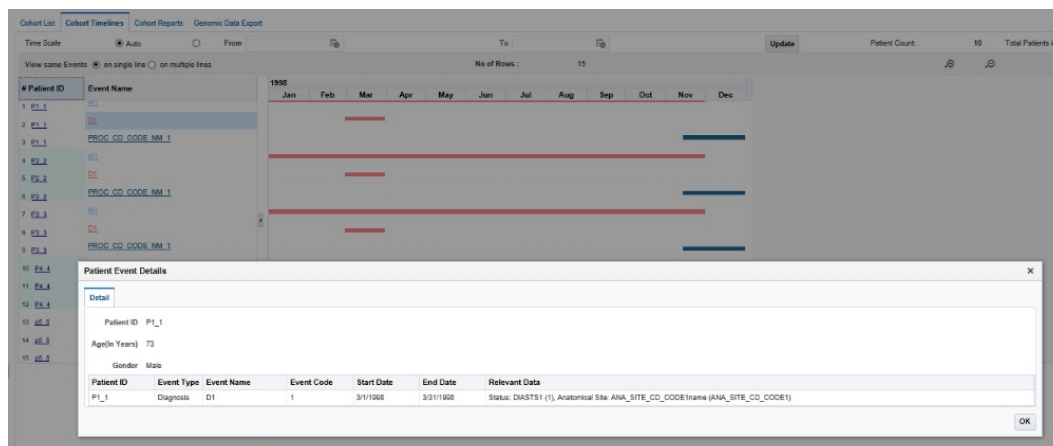 Cohort List Cohort Timelines Cohort Reports Genomic Data Export
Time Scale Auto From To Update Patient Count: 10 Total Patients i
View same Events on single line on multiple lines No of Rows : 15
1998
# Patient ID Event Name Jan Feb Mar Apr May Jun Jul Aug Sep Oct Nov Dec
1 P1_1 M1
2 P1_1 D1
3 P1_1 PROC_CD_CODE_NM_1
4 P2_2 M1
5 P2_2 D1
6 P2_2 PROC_CD_CODE_NM_1
7 P3_3 M1
8 P3_3 D1
9 P3_3 PROC_CD_CODE_NM_1
10 P4_4
11 P4_4
12 P4_4
13 p5_5
14 p5_5
15 p5_5
Patient Event Details
Detail
Patient ID P1_1
Age(In Years) 73
Gender Male
Patient ID Event Type Event Name Event Code Start Date End Date Relevant Data
P1_1 Diagnosis D1 1 3/1/1998 3/31/1998 Status: DIASTS1 (1), Anatomical Site: ANA_SITE_CD_CODE1name (ANA_SITE_CD_CODE1)
OK